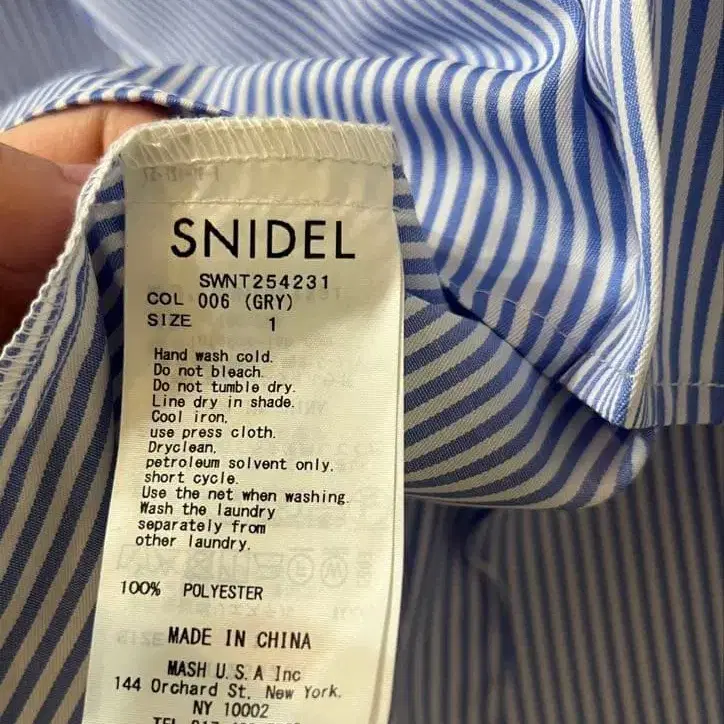 SNIDEL
SWNT254231
COL 006 (GRY)
SIZE 1
Hand wash cold.
Do not bleach.
Do not tumble dry.
Line dry in shade.
Cool iron,
use press cloth.
Dryclean,
petroleum solvent only,
short cycle.
Use the net when washing.
Wash the laundry
separately from
other laundry.
100% POLYESTER
MADE IN CHINA
MASH U.S.A Inc
144 Orchard St, New York,
NY 10002